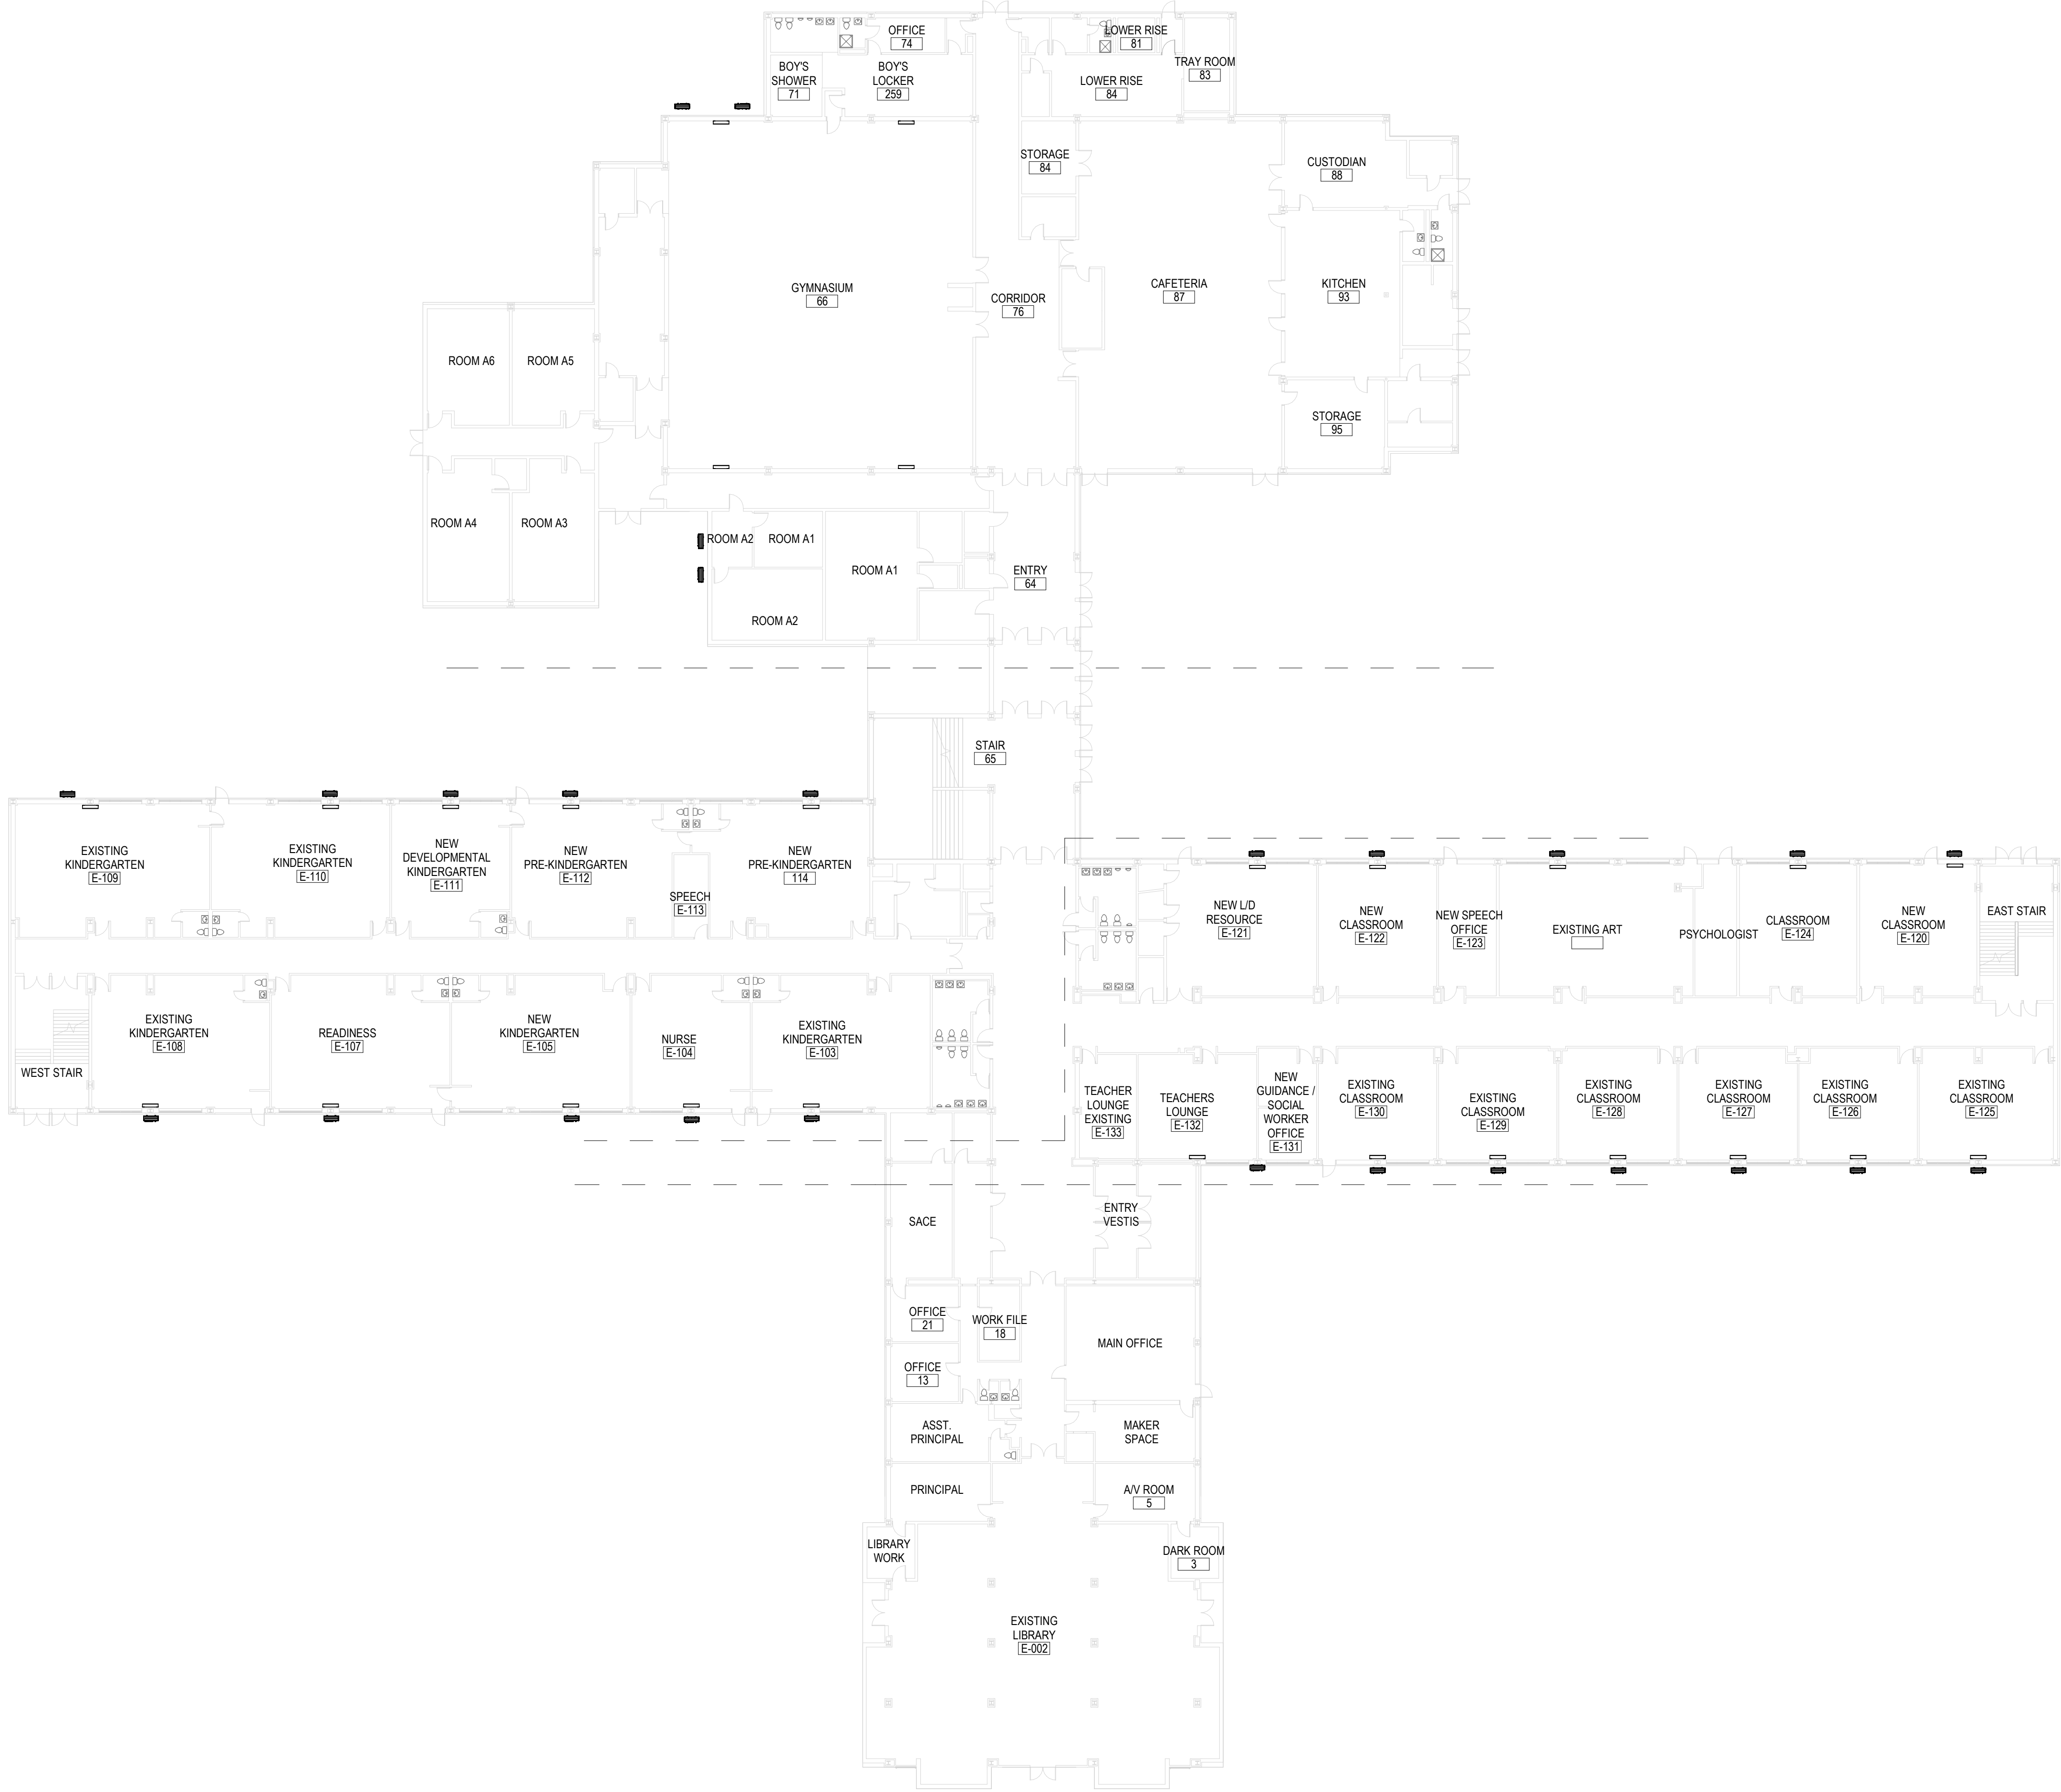 OFFICE
74
LOWER RISE
81
BOY'S
SHOWER
71
BOY'S
LOCKER
259
LOWER RISE
84
TRAY ROOM
83
STORAGE
84
CUSTODIAN
88
GYMNASIUM
66
CORRIDOR
76
CAFETERIA
87
KITCHEN
93
ROOM A6
ROOM A5
STORAGE
95
ROOM A4
ROOM A3
ROOM A2
ROOM A1
ROOM A1
ENTRY
64
ROOM A2
STAIR
65
EXISTING
KINDERGARTEN
E-109
EXISTING
KINDERGARTEN
E-110
NEW
DEVELOPMENTAL
KINDERGARTEN
E-111
NEW
PRE-KINDERGARTEN
E-112
SPEECH
E-113
NEW
PRE-KINDERGARTEN
114
NEW L/D
RESOURCE
E-121
NEW
CLASSROOM
E-122
NEW SPEECH
OFFICE
E-123
EXISTING ART
PSYCHOLOGIST
CLASSROOM
E-124
NEW
CLASSROOM
E-120
EAST STAIR
WEST STAIR
EXISTING
KINDERGARTEN
E-108
READINESS
E-107
NEW
KINDERGARTEN
E-105
NURSE
E-104
EXISTING
KINDERGARTEN
E-103
TEACHER
LOUNGE
EXISTING
E-133
TEACHERS
LOUNGE
E-132
NEW
GUIDANCE /
SOCIAL
WORKER
OFFICE
E-131
EXISTING
CLASSROOM
E-130
EXISTING
CLASSROOM
E-129
EXISTING
CLASSROOM
E-128
EXISTING
CLASSROOM
E-127
EXISTING
CLASSROOM
E-126
EXISTING
CLASSROOM
E-125
SACE
ENTRY
VESTIS
OFFICE
21
WORK FILE
18
MAIN OFFICE
OFFICE
13
ASST.
PRINCIPAL
MAKER
SPACE
PRINCIPAL
A/V ROOM
5
LIBRARY
WORK
DARK ROOM
3
EXISTING
LIBRARY
E-002